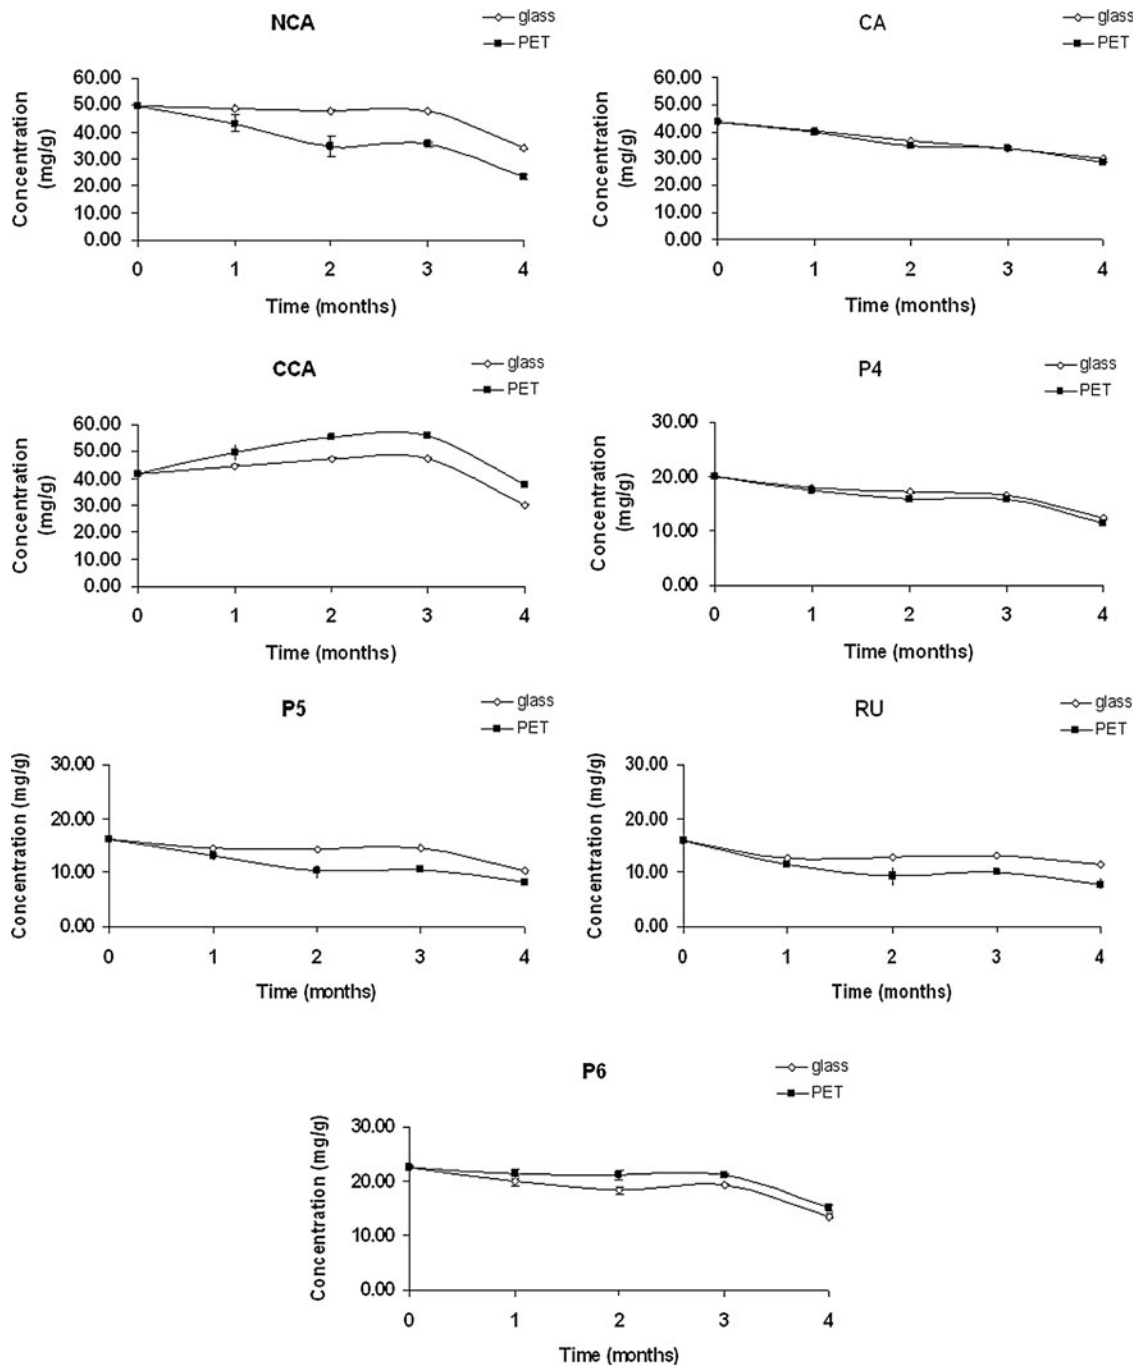 NCA
glass
PET
Concentration
(mg/g)
60.00
50.00
40.00
30.00
20.00
10.00
0.00
0 1 2 3 4
Time (months)
CA
glass
PET
Concentration
(mg/g)
60.00
50.00
40.00
30.00
20.00
10.00
0.00
0 1 2 3 4
Time (months)
CCA
glass
PET
Concentration
(mg/g)
60.00
50.00
40.00
30.00
20.00
10.00
0.00
0 1 2 3 4
Time (months)
P4
glass
PET
Concentration
(mg/g)
30.00
20.00
10.00
0.00
0 1 2 3 4
Time (months)
P5
glass
PET
Concentration (mg/g)
30.00
20.00
10.00
0.00
0 1 2 3 4
Time (months)
RU
glass
PET
Concentration (mg/g)
30.00
20.00
10.00
0.00
0 1 2 3 4
Time (months)
P6
glass
PET
Concentration (mg/g)
30.00
20.00
10.00
0.00
0 1 2 3 4
Time (months)